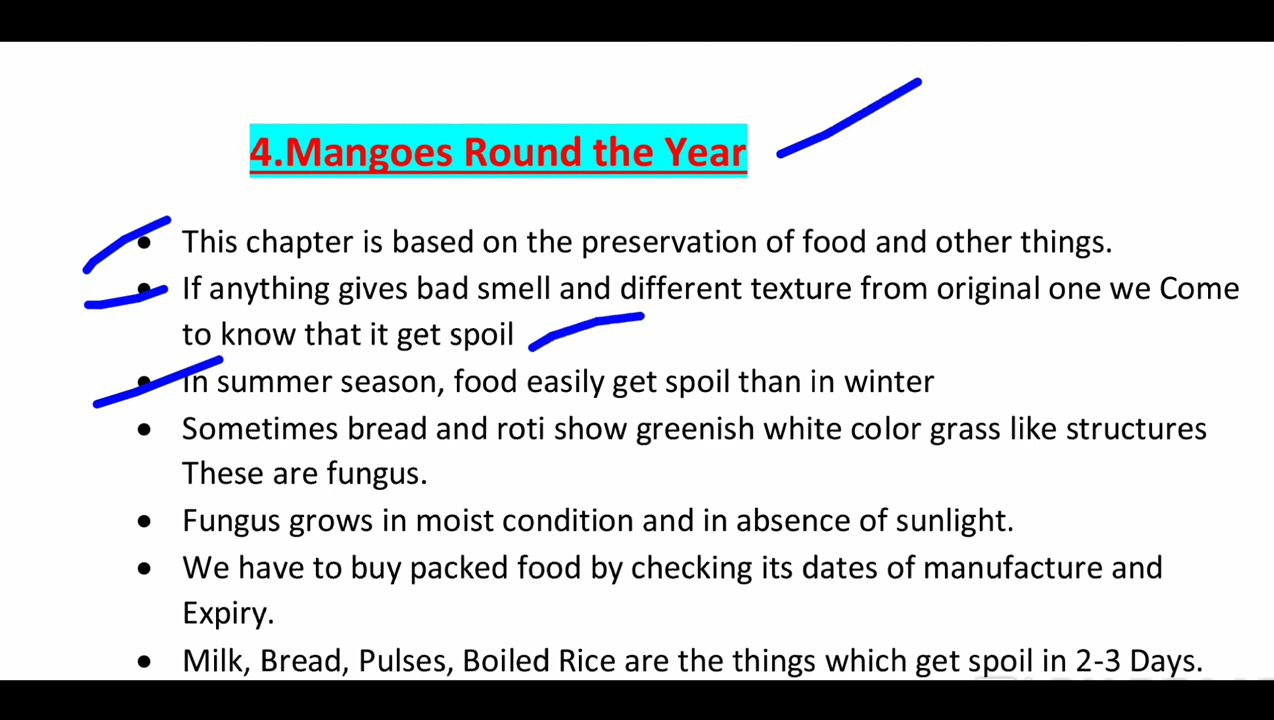 4.Mangoes Round the Year
• This chapter is based on the preservation of food and other things.
• If anything gives bad smell and different texture from original one we Come
to know that it get spoil
• In summer season, food easily get spoil than in winter
• Sometimes bread and roti show greenish white color grass like structures
These are fungus.
• Fungus grows in moist condition and in absence of sunlight.
• We have to buy packed food by checking its dates of manufacture and
Expiry.
• Milk, Bread, Pulses, Boiled Rice are the things which get spoil in 2-3 Days.